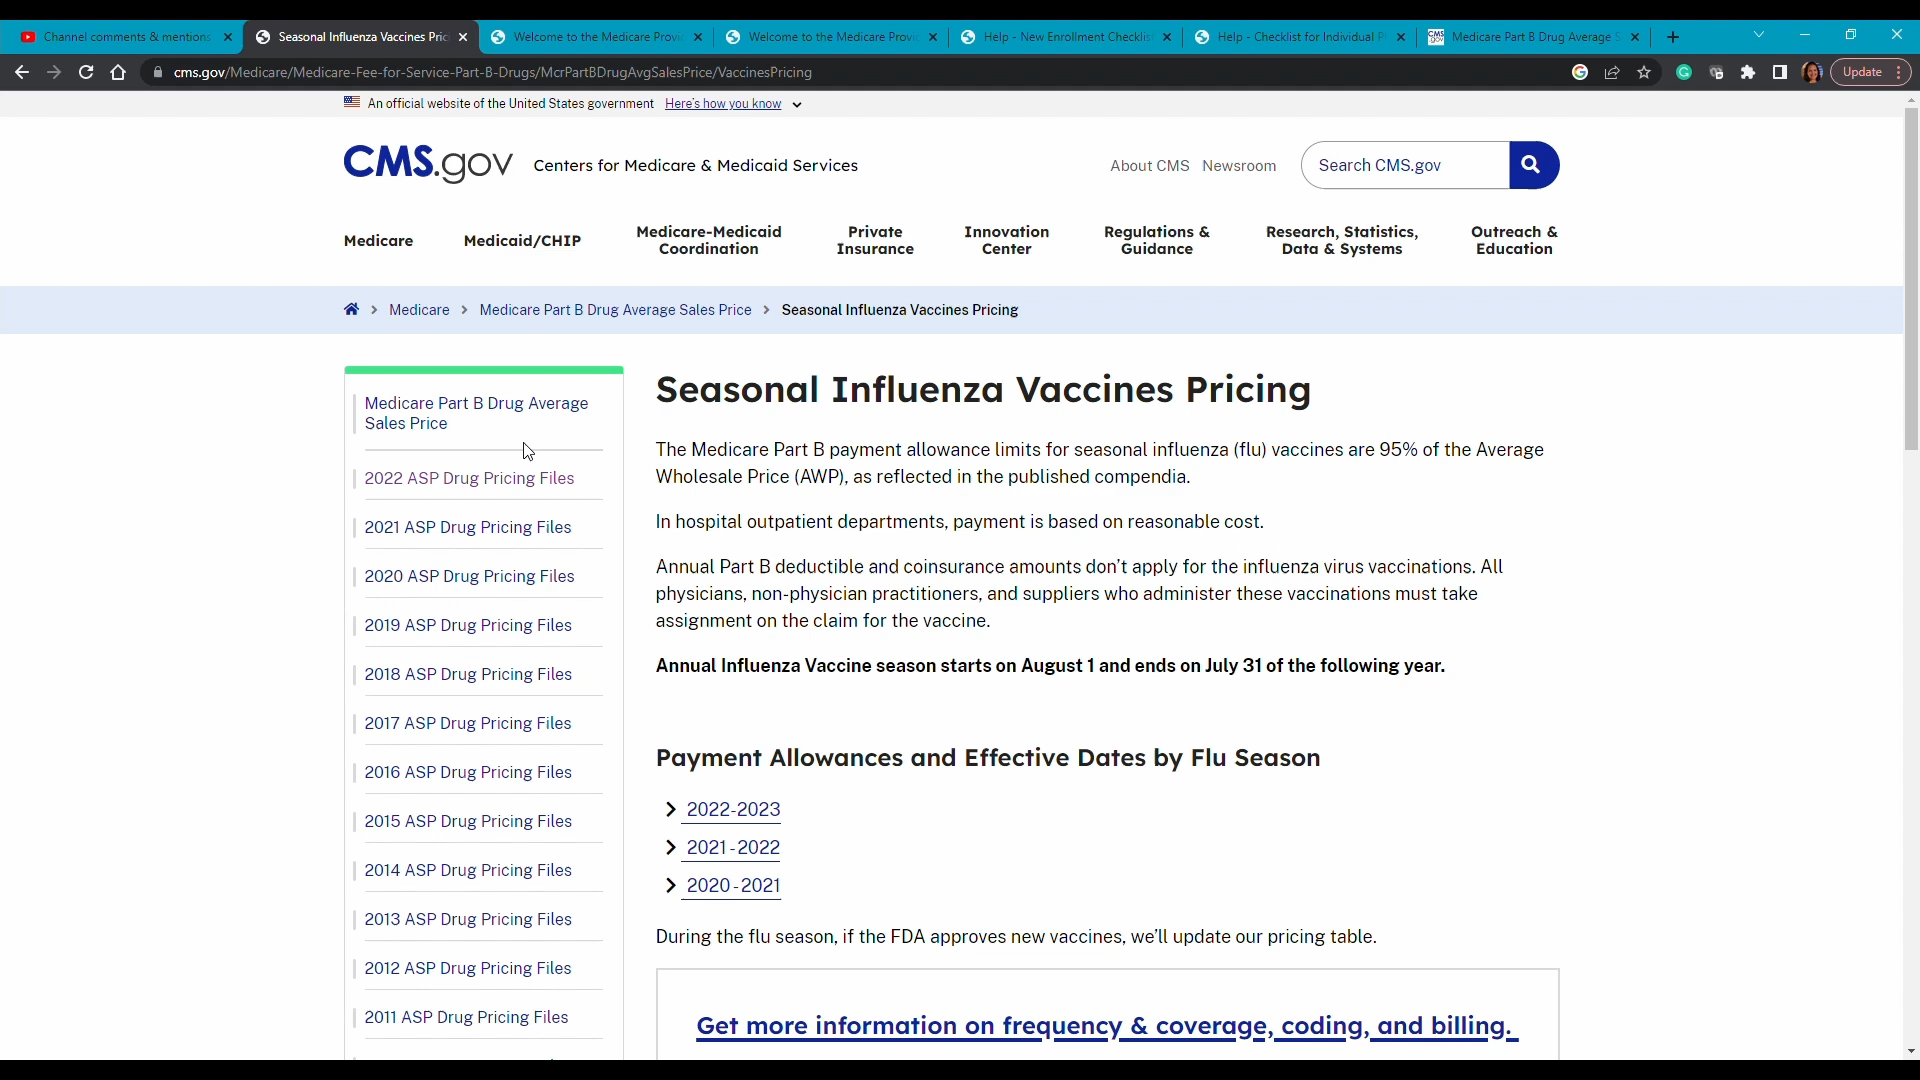 Channel comments & mentions
Seasonal Influenza Vaccines Pric
Welcome to the Medicare Provid
Welcome to the Medicare Provid
Help - New Enrollment Checklist
Help - Checklist for Individual P
Medicare Part B Drug Average S
cms.gov/Medicare/Medicare-Fee-for-Service-Part-B-Drugs/McrPartBDrugAvgSalesPrice/VaccinesPricing
Update
An official website of the United States government Here's how you know
CMS.gov Centers for Medicare & Medicaid Services
About CMS Newsroom Search CMS.gov
Medicare
Medicaid/CHIP
Medicare-Medicaid
Coordination
Private
Insurance
Innovation
Center
Regulations &
Guidance
Research, Statistics,
Data & Systems
Outreach &
Education
Medicare > Medicare Part B Drug Average Sales Price > Seasonal Influenza Vaccines Pricing
Medicare Part B Drug Average
Sales Price
2022 ASP Drug Pricing Files
2021 ASP Drug Pricing Files
2020 ASP Drug Pricing Files
2019 ASP Drug Pricing Files
2018 ASP Drug Pricing Files
2017 ASP Drug Pricing Files
2016 ASP Drug Pricing Files
2015 ASP Drug Pricing Files
2014 ASP Drug Pricing Files
2013 ASP Drug Pricing Files
2012 ASP Drug Pricing Files
2011 ASP Drug Pricing Files
Seasonal Influenza Vaccines Pricing
The Medicare Part B payment allowance limits for seasonal influenza (flu) vaccines are 95% of the Average
Wholesale Price (AWP), as reflected in the published compendia.
In hospital outpatient departments, payment is based on reasonable cost.
Annual Part B deductible and coinsurance amounts don't apply for the influenza virus vaccinations. All
physicians, non-physician practitioners, and suppliers who administer these vaccinations must take
assignment on the claim for the vaccine.
Annual Influenza Vaccine season starts on August 1 and ends on July 31 of the following year.
Payment Allowances and Effective Dates by Flu Season
2022-2023
2021-2022
2020-2021
During the flu season, if the FDA approves new vaccines, we'll update our pricing table.
Get more information on frequency & coverage, coding, and billing.